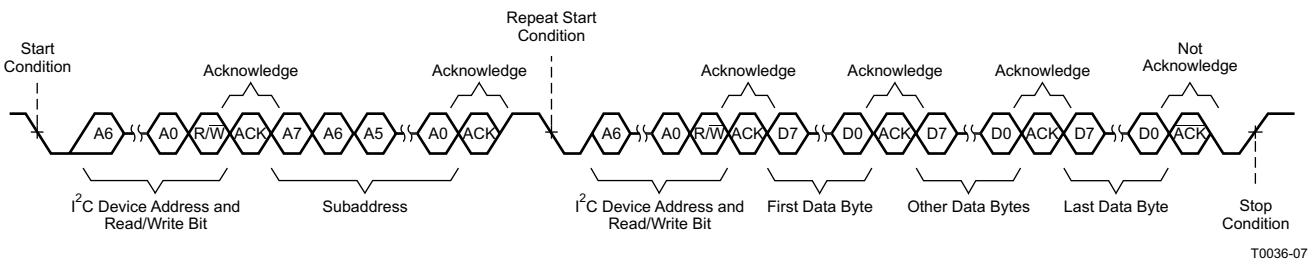 Repeat Start
Condition
Start
Condition
Acknowledge
Acknowledge
Acknowledge
Acknowledge
Acknowledge
Not
Acknowledge
A6 A0 R/W̅ ACK A7 A6 A5 A0 ACK A6 A0 R/W̅ ACK D7 D0 ACK D7 D0 ACK D7 D0 A̅C̅K̅
I²C Device Address and
Read/Write Bit
Subaddress
I²C Device Address and
Read/Write Bit
First Data Byte
Other Data Bytes
Last Data Byte
Stop
Condition
T0036-07